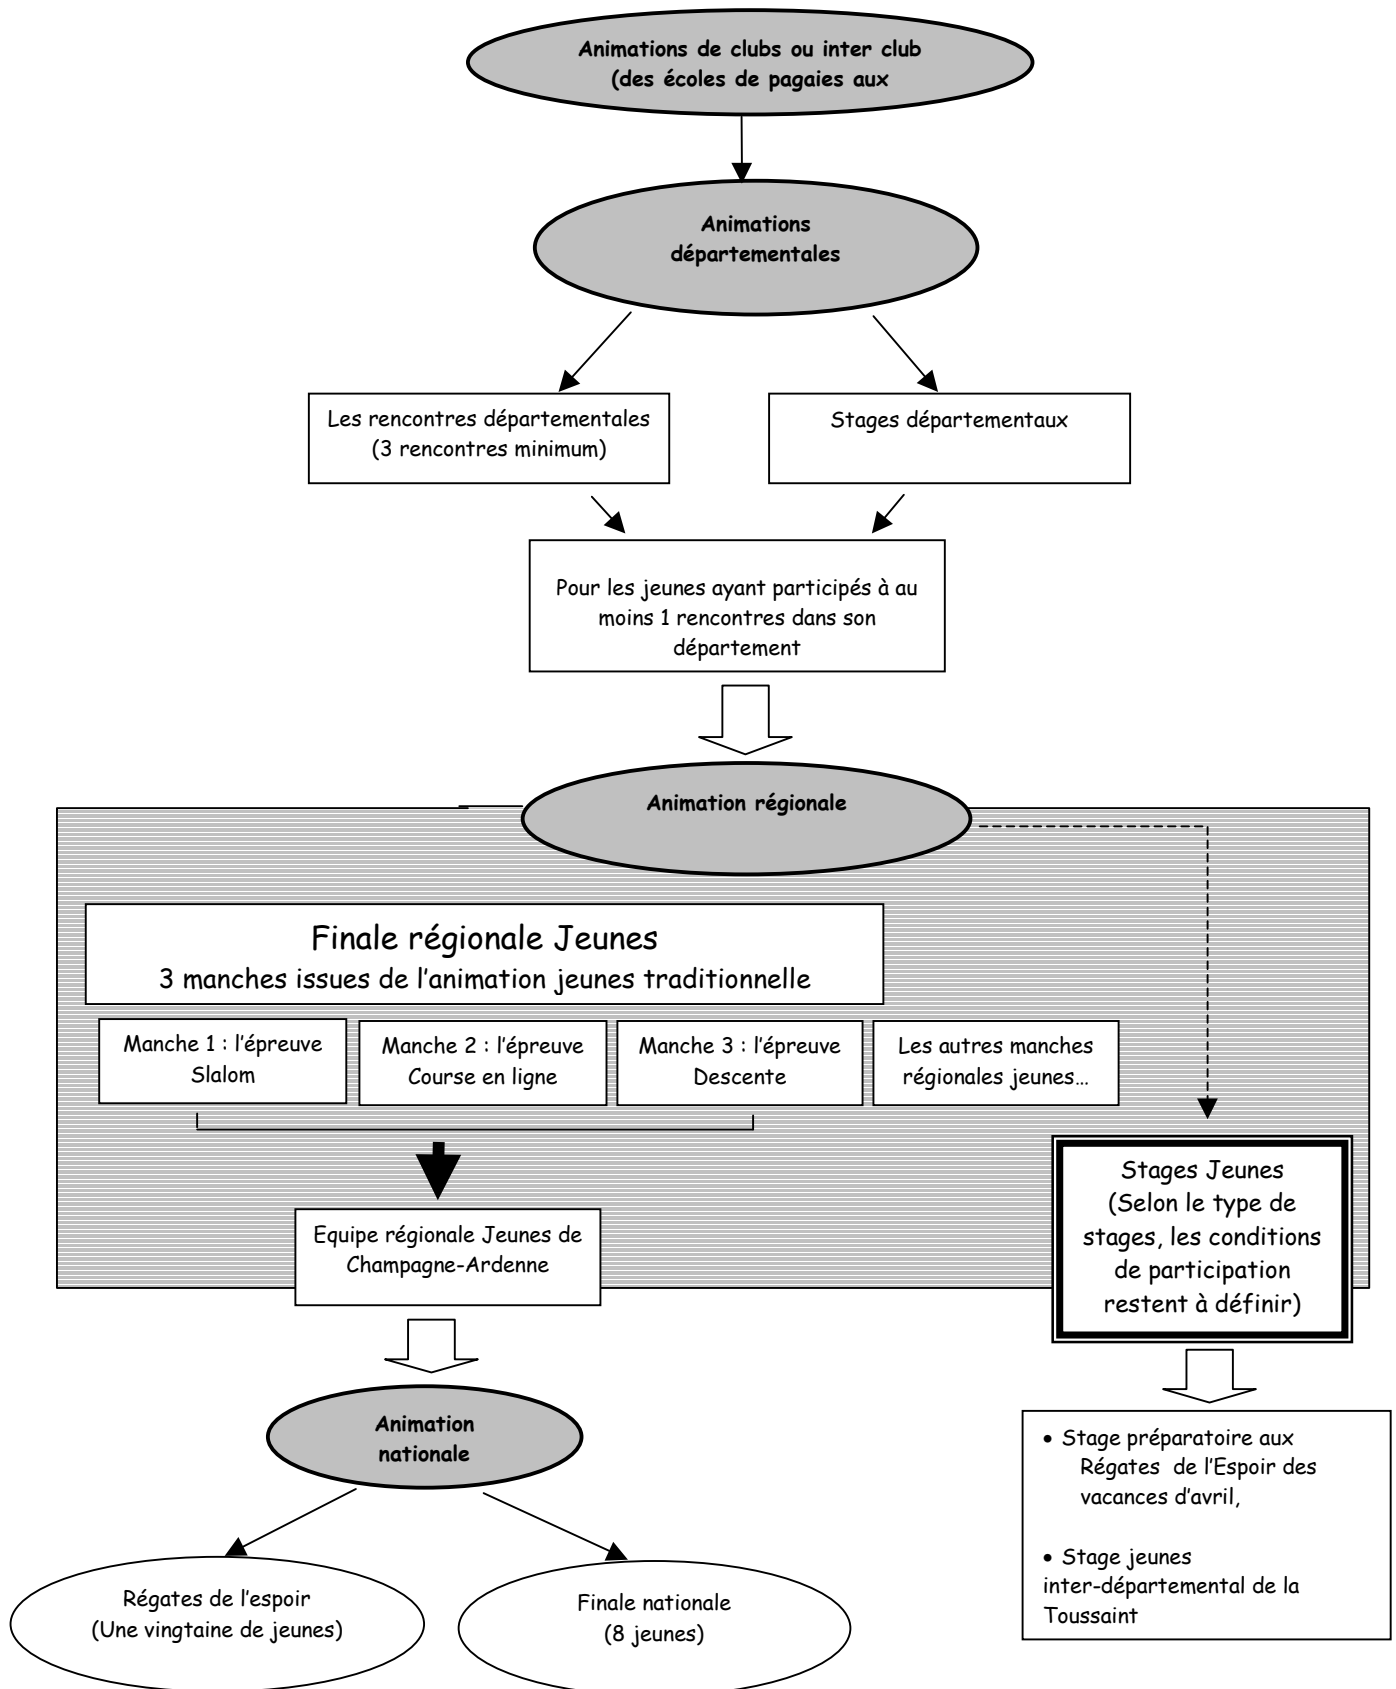 Animations de clubs ou inter club
(des écoles de pagaies aux
Animations
départementales
Les rencontres départementales
(3 rencontres minimum)
Stages départementaux
Pour les jeunes ayant participés à au
moins 1 rencontres dans son
département
Animation régionale
Finale régionale Jeunes
3 manches issues de l’animation jeunes traditionnelle
Manche 1 : l’épreuve
Slalom
Manche 2 : l’épreuve
Course en ligne
Manche 3 : l’épreuve
Descente
Les autres manches
régionales jeunes…
Stages Jeunes
(Selon le type de
stages, les conditions
de participation
restent à définir)
Equipe régionale Jeunes de
Champagne-Ardenne
Animation
nationale
• Stage préparatoire aux
Régates de l’Espoir des
vacances d’avril,
• Stage jeunes
inter-départemental de la
Toussaint
Régates de l’espoir
(Une vingtaine de jeunes)
Finale nationale
(8 jeunes)